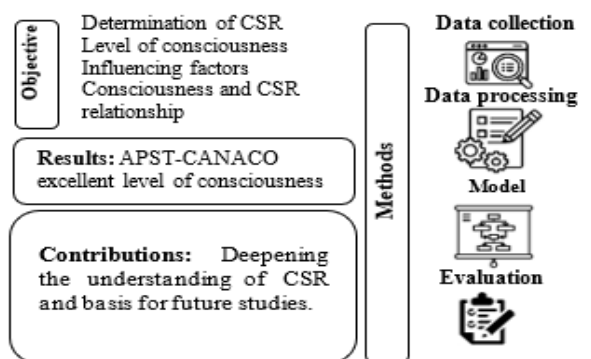 Objective
Determination of CSR
Level of consciousness
Influencing factors
Consciousness and CSR
relationship
Results: APST-CANACO
excellent level of consciousness
Contributions: Deepening
the understanding of CSR
and basis for future studies.
Methods
Data collection
Data processing
Model
Evaluation